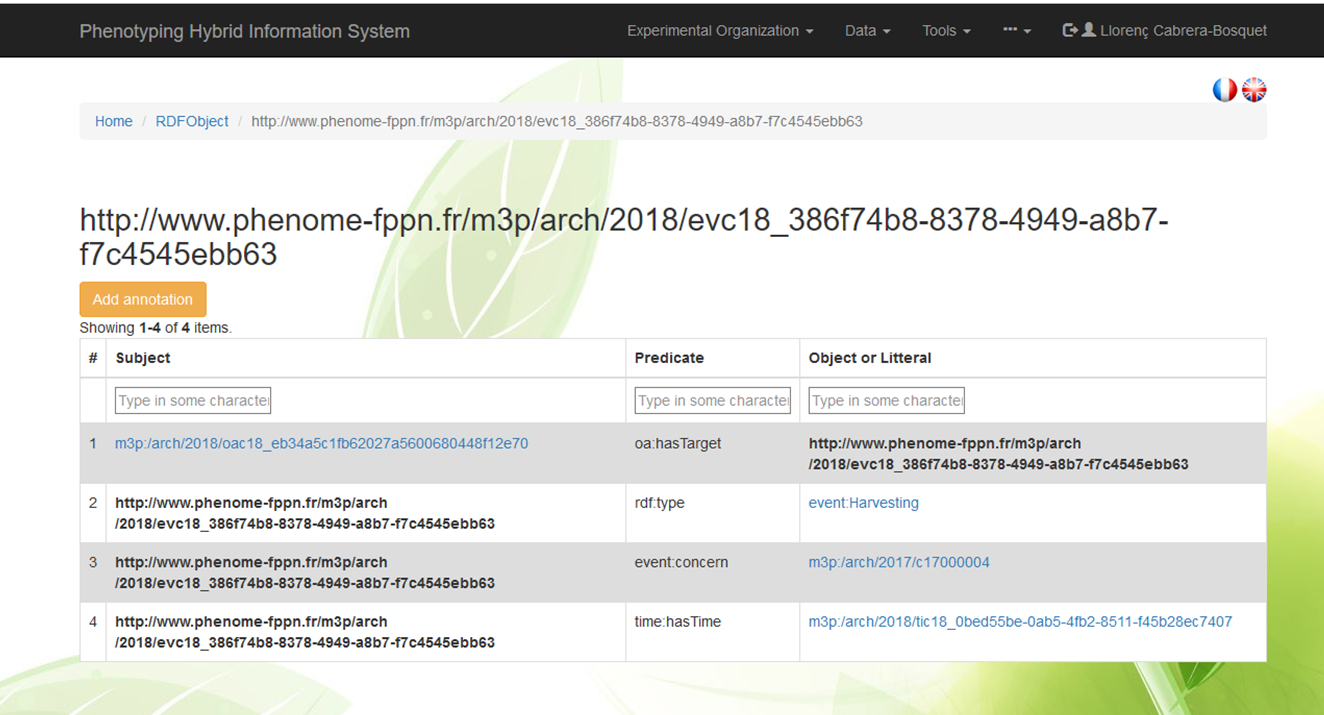 Phenotyping Hybrid Information System Experimental Organization Data Tools Llorenç Cabrera-Bosquet
Home / RDFObject / http://www.phenome-fppn.fr/m3p/arch/2018/evc18_386f74b8-8378-4949-a8b7-f7c4545ebb63
http://www.phenome-fppn.fr/m3p/arch/2018/evc18_386f74b8-8378-4949-a8b7-
f7c4545ebb63
Add annotation
Showing 1-4 of 4 items.
# Subject Predicate Object or Litteral
Type in some character Type in some character Type in some character
1 m3p:/arch/2018/oac18_eb34a5c1fb62027a5600680448f12e70 oa:hasTarget http://www.phenome-fppn.fr/m3p/arch
/2018/evc18_386f74b8-8378-4949-a8b7-f7c4545ebb63
2 http://www.phenome-fppn.fr/m3p/arch rdf:type event:Harvesting
/2018/evc18_386f74b8-8378-4949-a8b7-f7c4545ebb63
3 http://www.phenome-fppn.fr/m3p/arch event:concern m3p:/arch/2017/c17000004
/2018/evc18_386f74b8-8378-4949-a8b7-f7c4545ebb63
4 http://www.phenome-fppn.fr/m3p/arch time:hasTime m3p:/arch/2018/tic18_0bed55be-0ab5-4fb2-8511-f45b28ec7407
/2018/evc18_386f74b8-8378-4949-a8b7-f7c4545ebb63